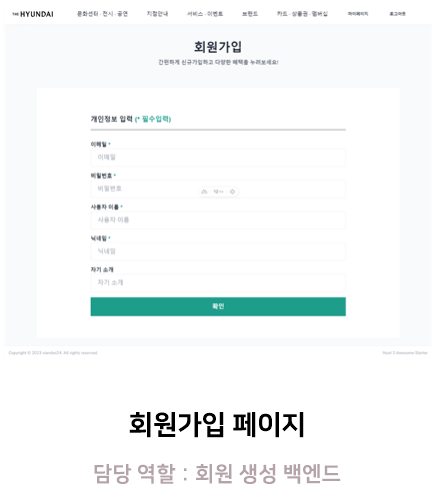 THE HYUNDAI 문화센터 · 전시 · 공연 지점안내 서비스 · 이벤트 브랜드 카드 · 상품권 · 멤버십 마이페이지 로그아웃
회원가입
간편하게 신규가입하고 다양한 혜택을 누려보세요!
개인정보 입력 (* 필수입력)
이메일 *
이메일
비밀번호 *
비밀번호
사용자 이름 *
사용자 이름
닉네임 *
닉네임
자기 소개
자기 소개
확인
All rights reserved
회원가입 페이지
담당 역할 : 회원 생성 백엔드